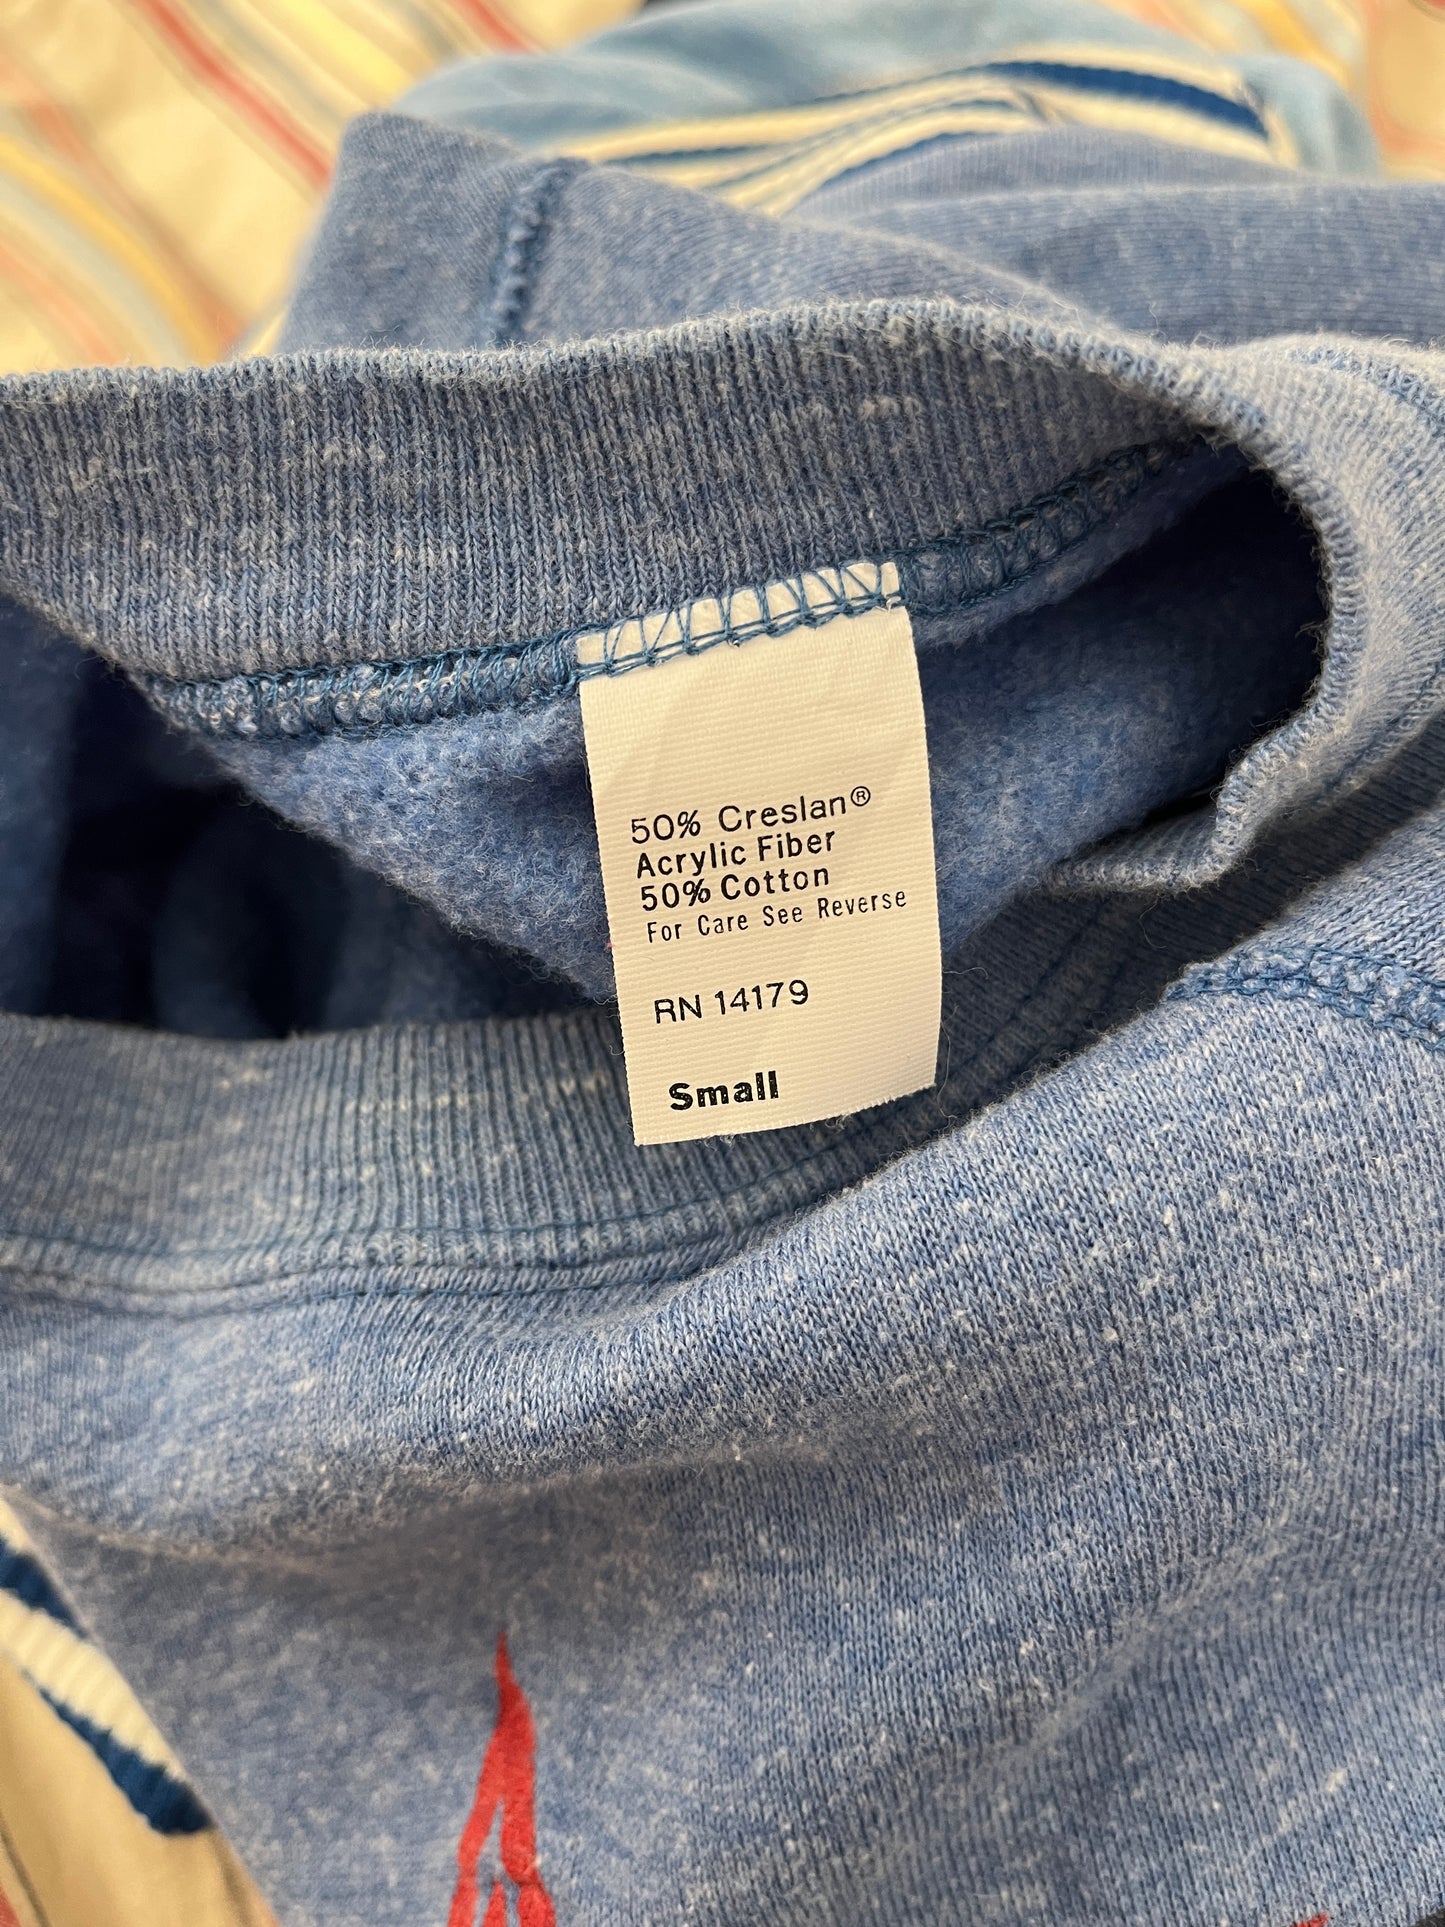 50% Creslan®
Acrylic Fiber
50% Cotton
For Care See Reverse
RN 14179
Small